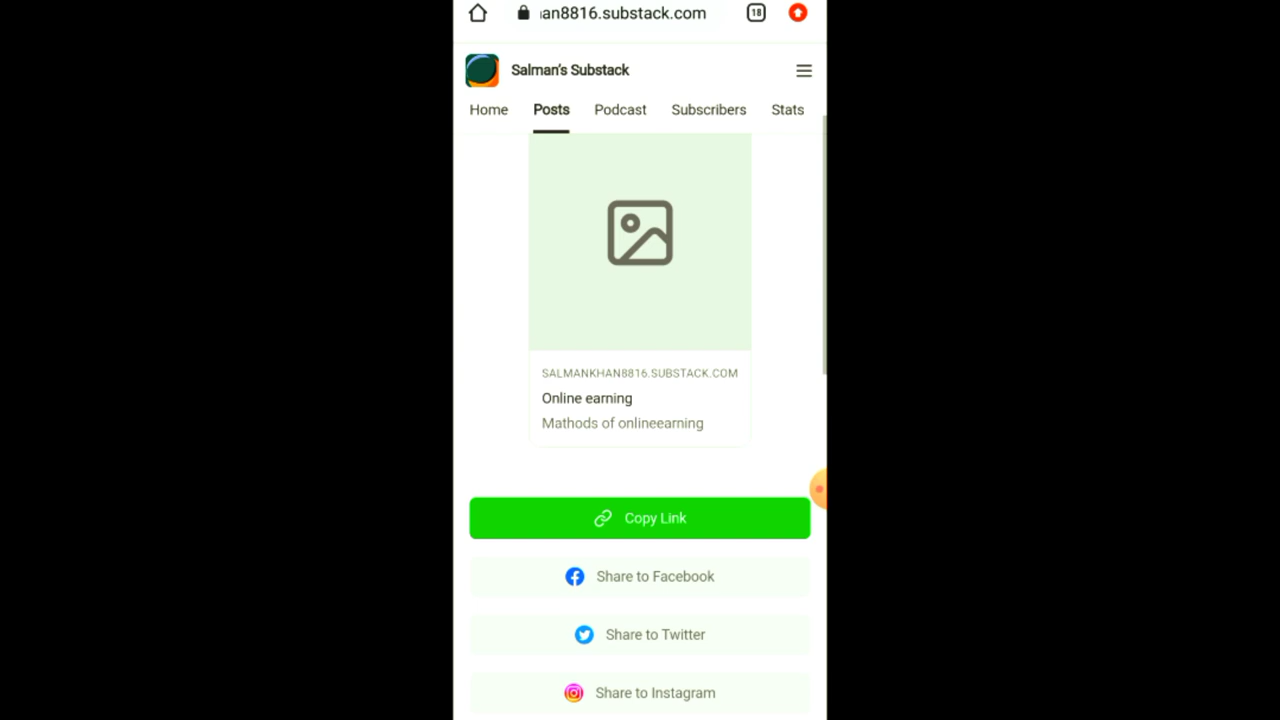 ıan8816.substack.com
18
Salman's Substack
Home Posts Podcast Subscribers Stats
SALMANKHAN8816.SUBSTACK.COM
Online earning
Mathods of onlineearning
Copy Link
Share to Facebook
Share to Twitter
Share to Instagram